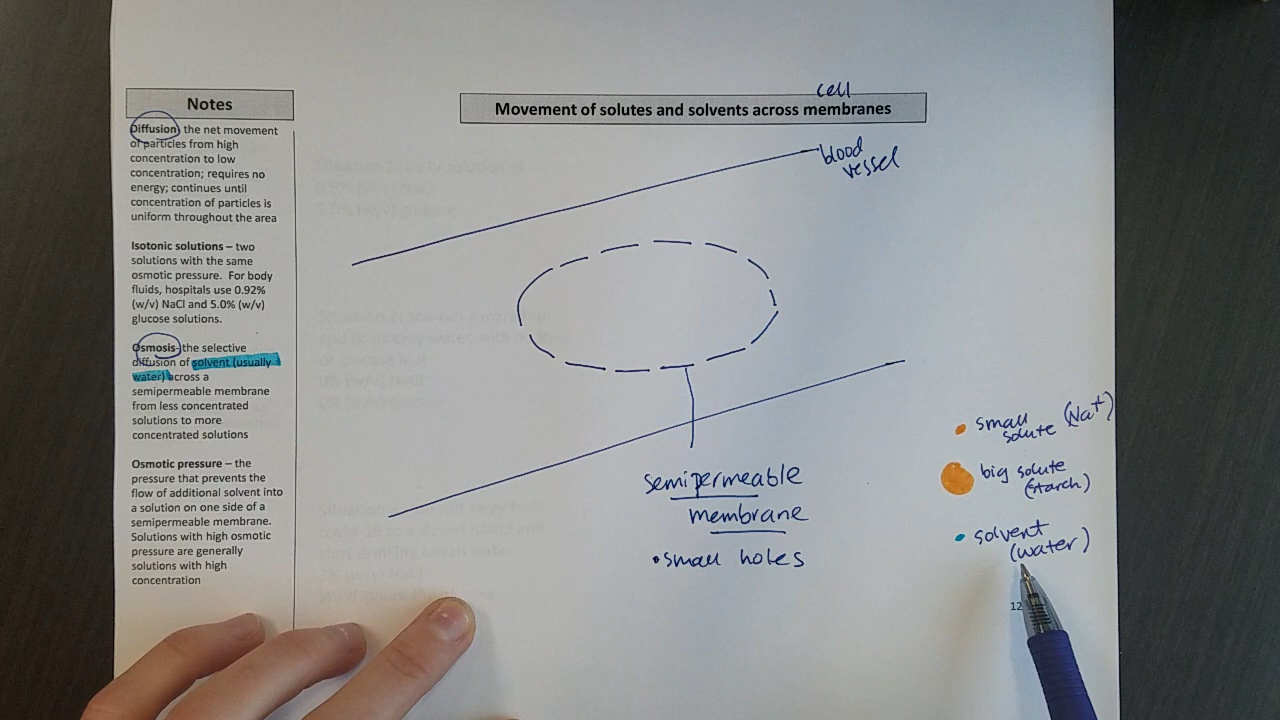 Notes
Diffusion- the net movement
of particles from high
concentration to low
concentration; requires no
energy; continues until
concentration of particles is
uniform throughout the area
Isotonic solutions – two
solutions with the same
osmotic pressure. For body
fluids, hospitals use 0.92%
(w/v) NaCl and 5.0% (w/v)
glucose solutions.
Osmosis-the selective
diffusion of solvent (usually
water) across a
semipermeable membrane
from less concentrated
solutions to more
concentrated solutions
Osmotic pressure – the
pressure that prevents the
flow of additional solvent into
a solution on one side of a
semipermeable membrane.
Solutions with high osmotic
pressure are generally
solutions with high
concentration
cell
Movement of solutes and solvents across membranes
blood
vessel
semipermeable
membrane
•small holes
small
solute (Na+)
big solute
(starch)
solvent
(water)
12